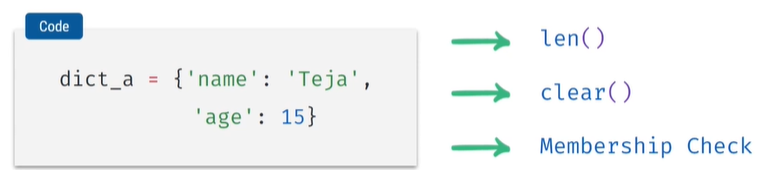 Code
dict_a = {'name': 'Teja',
'age': 15}
len()
clear()
Membership Check